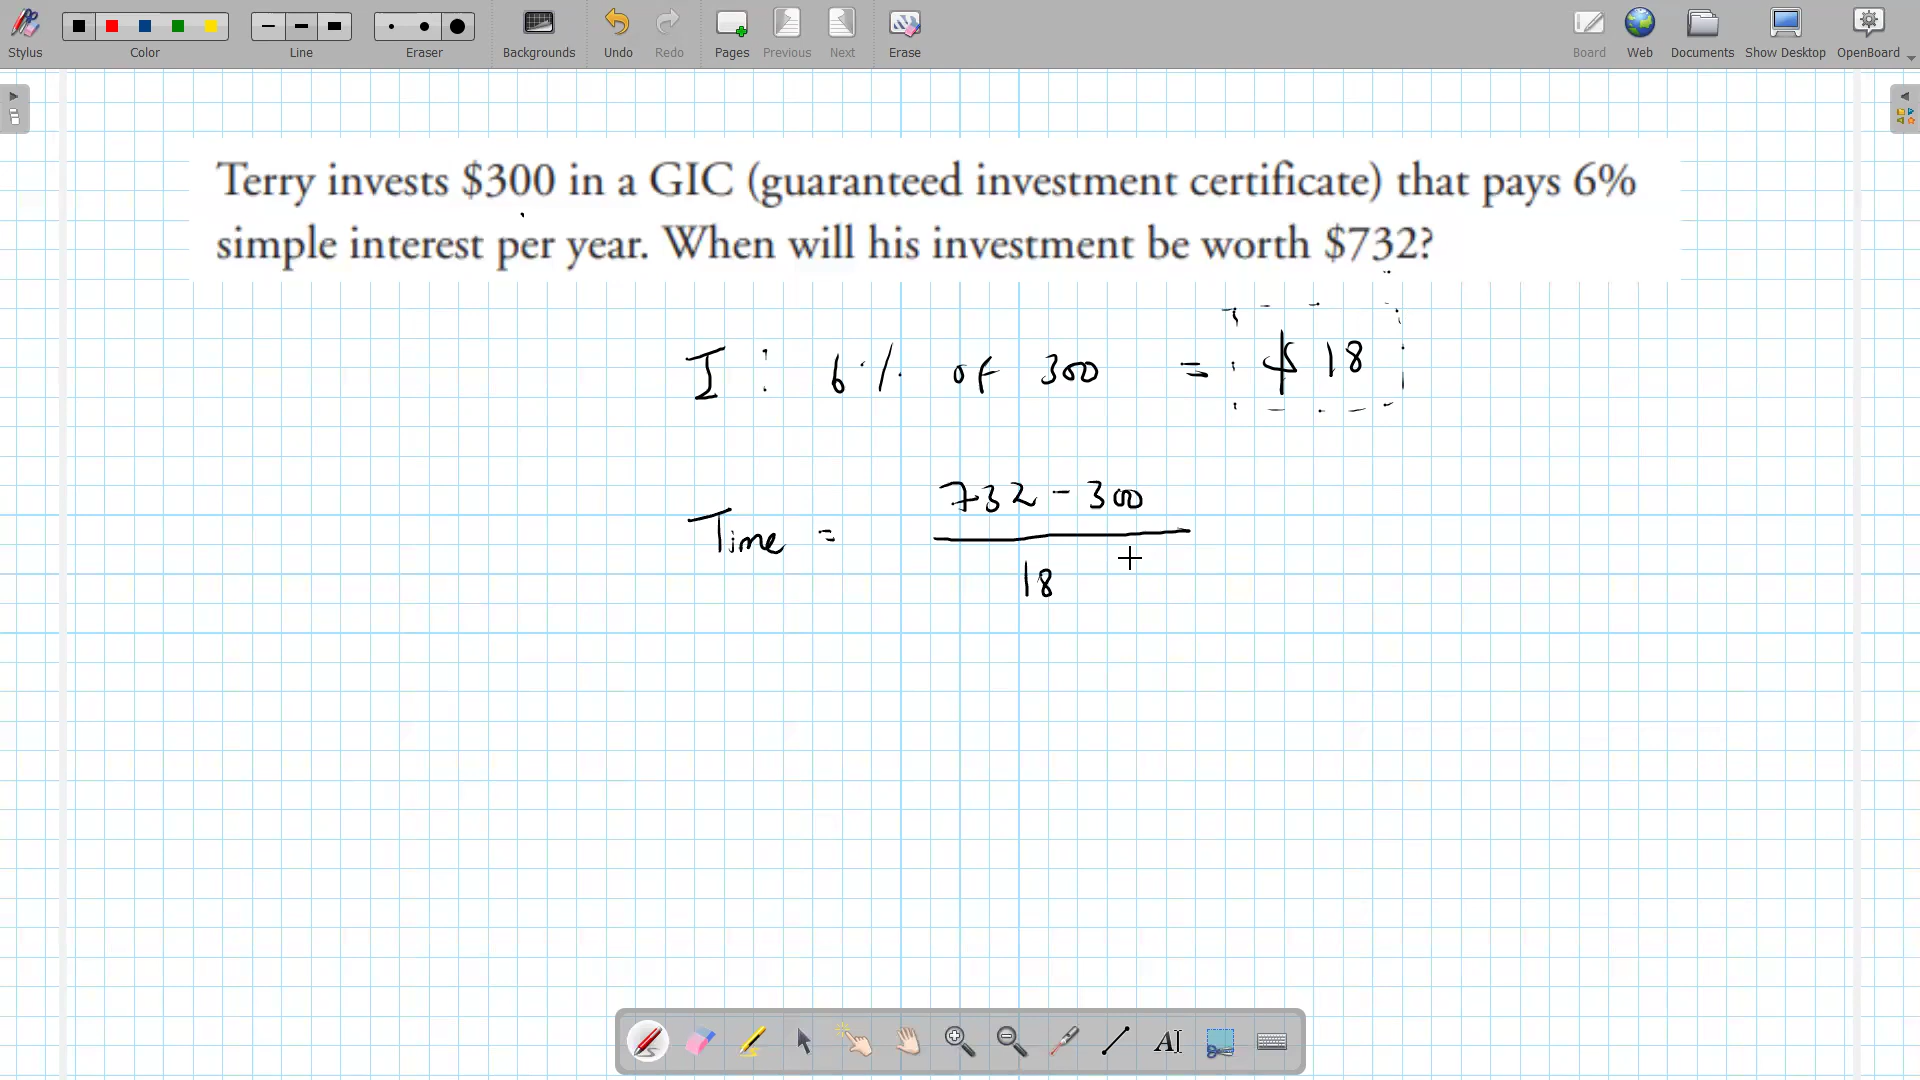 Stylus Color Line Eraser Backgrounds Undo Redo Pages Previous Next Erase Board Web Documents Show Desktop OpenBoard
Terry invests $300 in a GIC (guaranteed investment certificate) that pays 6%
simple interest per year. When will his investment be worth $732?
I : 6% of 300 = $18
732 - 300
Time =
18
AI